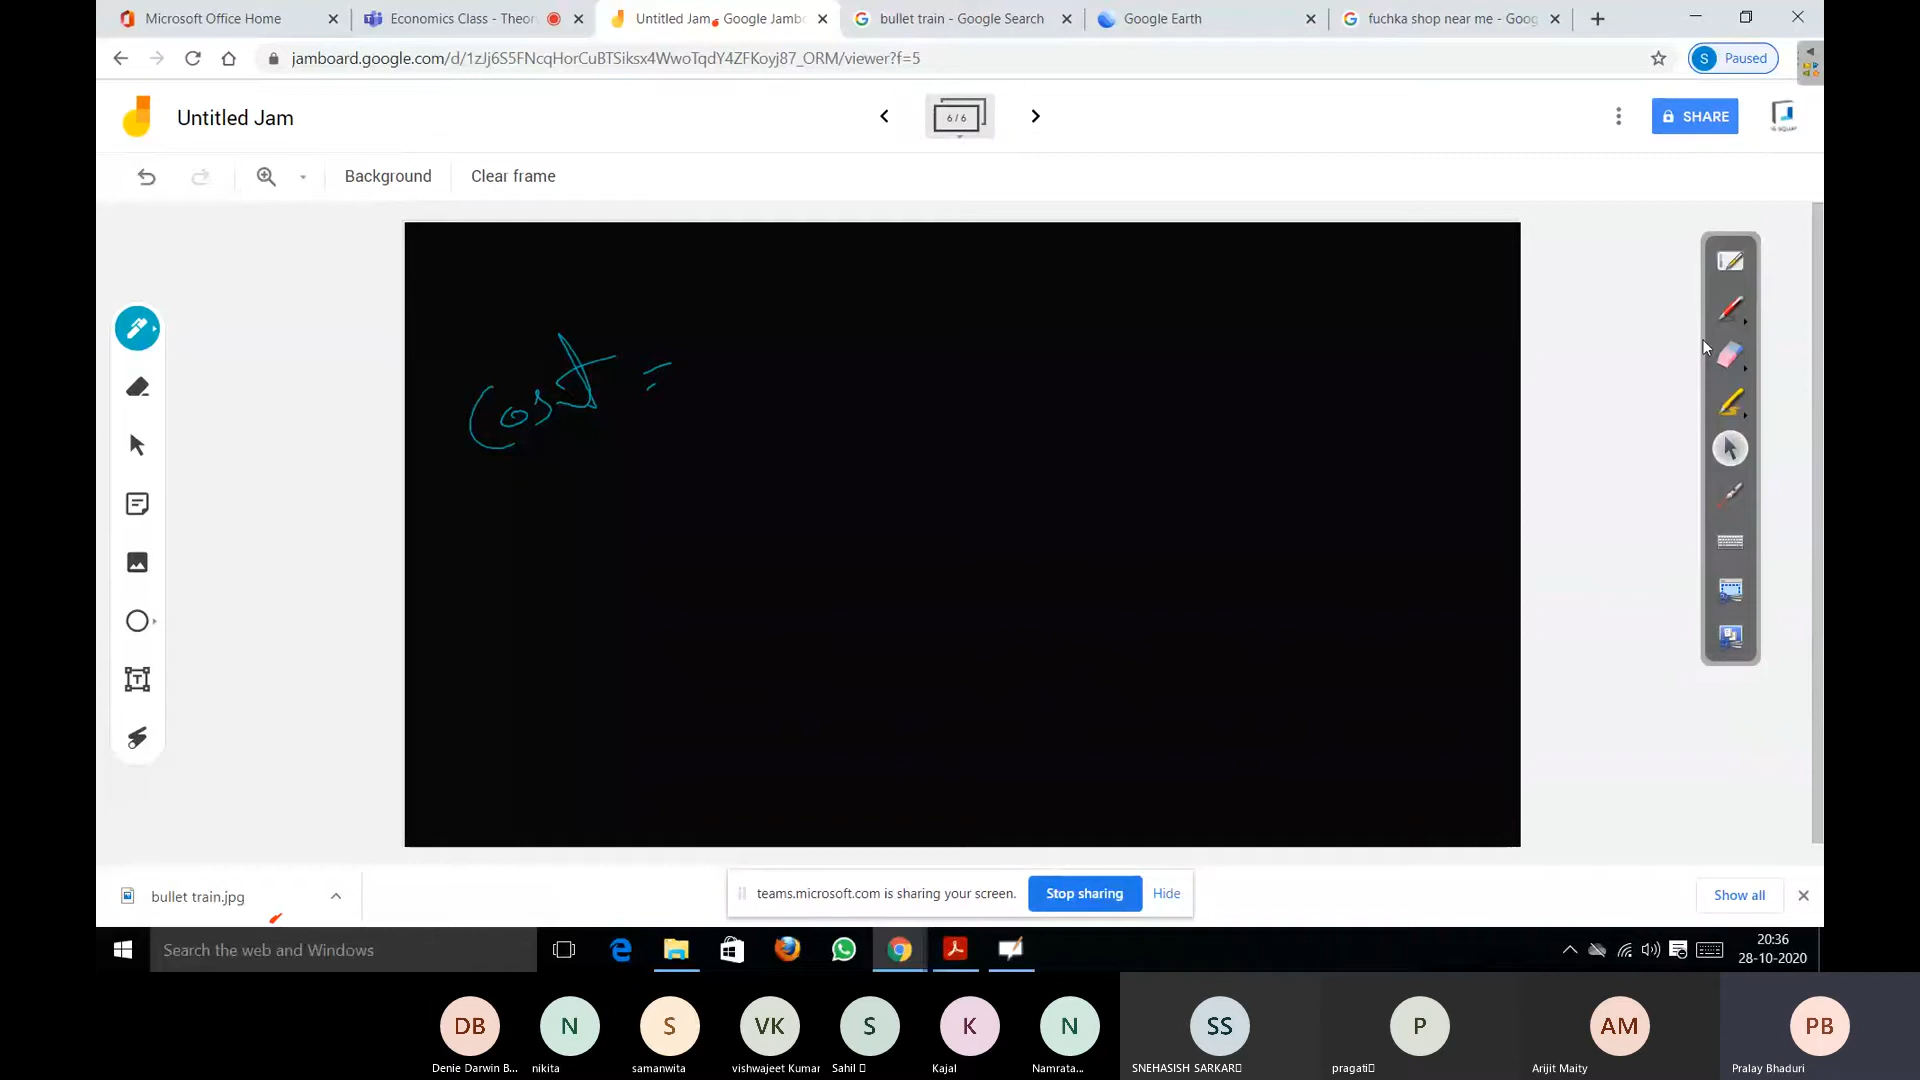 Microsoft Office Home
Economics Class - Theor
Untitled Jam - Google Jambo
bullet train - Google Search
Google Earth
fuchka shop near me - Goog
jamboard.google.com/d/1zJj6S5FNcqHorCuBTSiksx4WwoTqdY4ZFKoyj87_ORM/viewer?f=5
S Paused
Untitled Jam
6 / 6
SHARE
Background
Clear frame
Cost =
bullet train.jpg
teams.microsoft.com is sharing your screen.
Stop sharing
Hide
Show all
Search the web and Windows
20:36
28-10-2020
DB N S VK S K N SS P AM PB
Denie Darwin B... nikita samanwita vishwajeet Kumar Sahil Kajal Namrata... SNEHASISH SARKAR pragati Arijit Maity Pralay Bhaduri